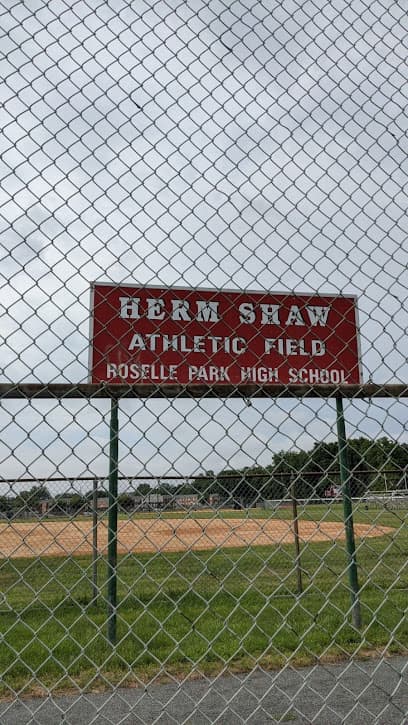 HERM SHAW
ATHLETIC FIELD
ROSELLE PARK HIGH SCHOOL